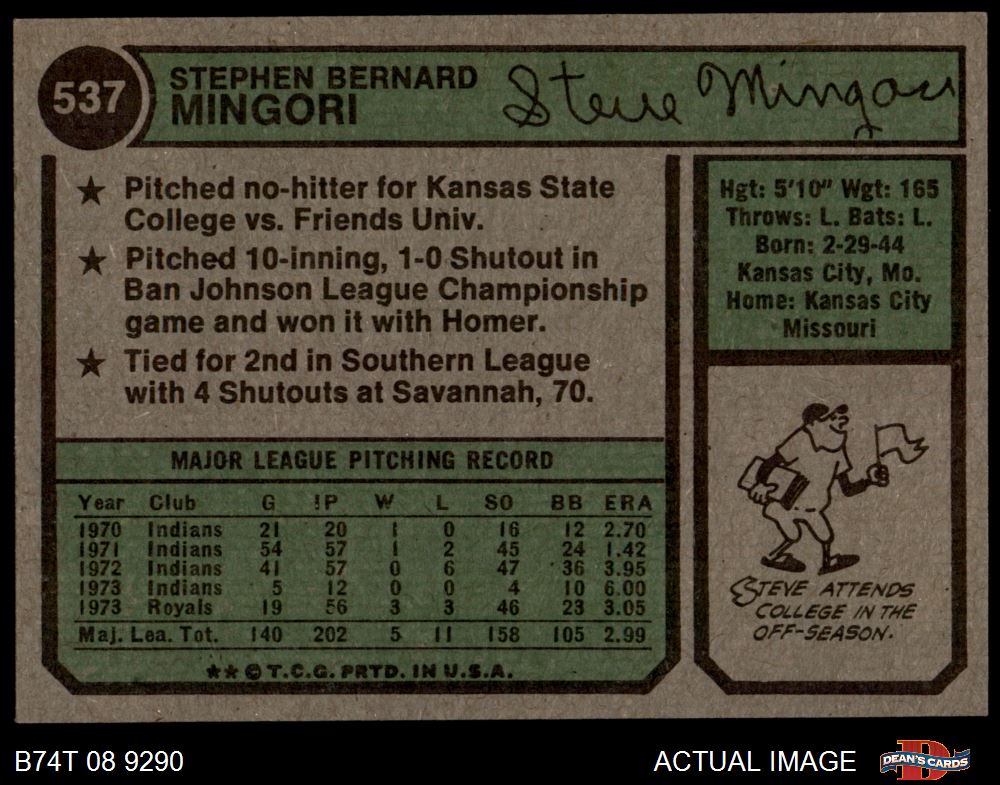 537
STEPHEN BERNARD
MINGORI
Steve Mingori
★ Pitched no-hitter for Kansas State
College vs. Friends Univ.
★ Pitched 10-inning, 1-0 Shutout in
Ban Johnson League Championship
game and won it with Homer.
★ Tied for 2nd in Southern League
with 4 Shutouts at Savannah, 70.
Hgt: 5'10" Wgt: 165
Throws: L. Bats: L.
Born: 2-29-44
Kansas City, Mo.
Home: Kansas City
Missouri
MAJOR LEAGUE PITCHING RECORD
Year Club G IP W L SO BB ERA
1970 Indians 21 20 1 0 16 12 2.70
1971 Indians 54 57 1 2 45 24 1.42
1972 Indians 41 57 0 6 47 36 3.95
1973 Indians 5 12 0 0 4 10 6.00
1973 Royals 19 56 3 3 46 23 3.05
Maj. Lea. Tot. 140 202 5 11 158 105 2.99
★★ © T.C.G. PRTD. IN U.S.A.
STEVE ATTENDS
COLLEGE IN THE
OFF-SEASON.
B74T 08 9290
ACTUAL IMAGE
DEAN'S CARDS